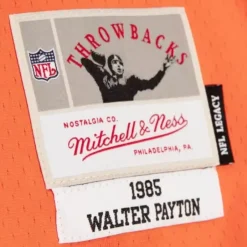 THROWBACKS
NFL
NOSTALGIA CO.
Mitchell & Ness
PHILADELPHIA, PA.
NFL LEGACY
1985
WALTER PAYTON